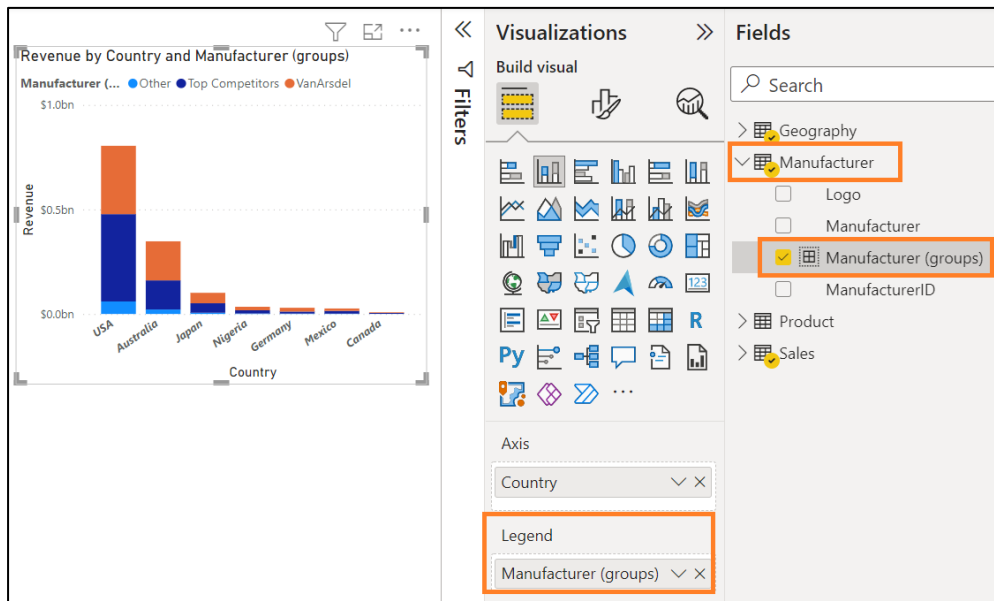 Revenue by Country and Manufacturer (groups)
Manufacturer (... Other Top Competitors VanArsdel
$1.0bn
$0.5bn
$0.0bn
Revenue
USA
Australia
Japan
Nigeria
Germany
Mexico
Canada
Country
Filters
Visualizations
Build visual
123
R
Py
...
Axis
Country
Legend
Manufacturer (groups)
Fields
Search
Geography
Manufacturer
Logo
Manufacturer
Manufacturer (groups)
ManufacturerID
Product
Sales